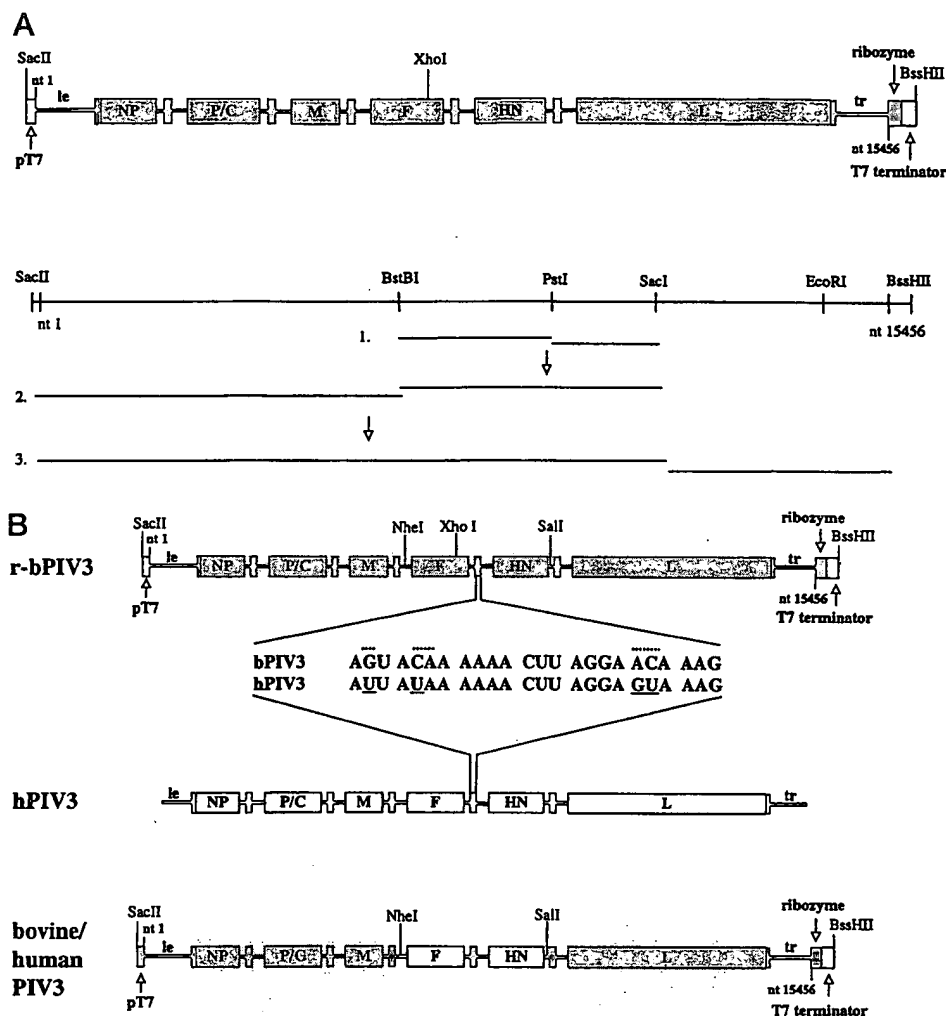 A
SacII
nt 1
le
XhoI
ribozyme
BssHII
NP
P/C
M
F
HN
L
tr
pT7
nt 15456
T7 terminator
SacII
BstBI
PstI
SacI
EcoRI
BssHII
nt 1
nt 15456
1.
2.
3.
B
SacII
nt 1
le
NheI
Xho I
SalI
ribozyme
BssHII
r-bPIV3
NP
P/C
M
F
HN
L
tr
pT7
nt 15456
T7 terminator
bPIV3 AGU ACAA AAAA CUU AGGA ACA AAG
hPIV3 AUU AUAA AAAA CUU AGGA GUA AAG
hPIV3
le
NP
P/C
M
F
HN
L
tr
bovine/
human
PIV3
SacII
nt 1
le
NheI
SalI
ribozyme
BssHII
NP
P/C
M
F
HN
L
tr
pT7
nt 15456
T7 terminator